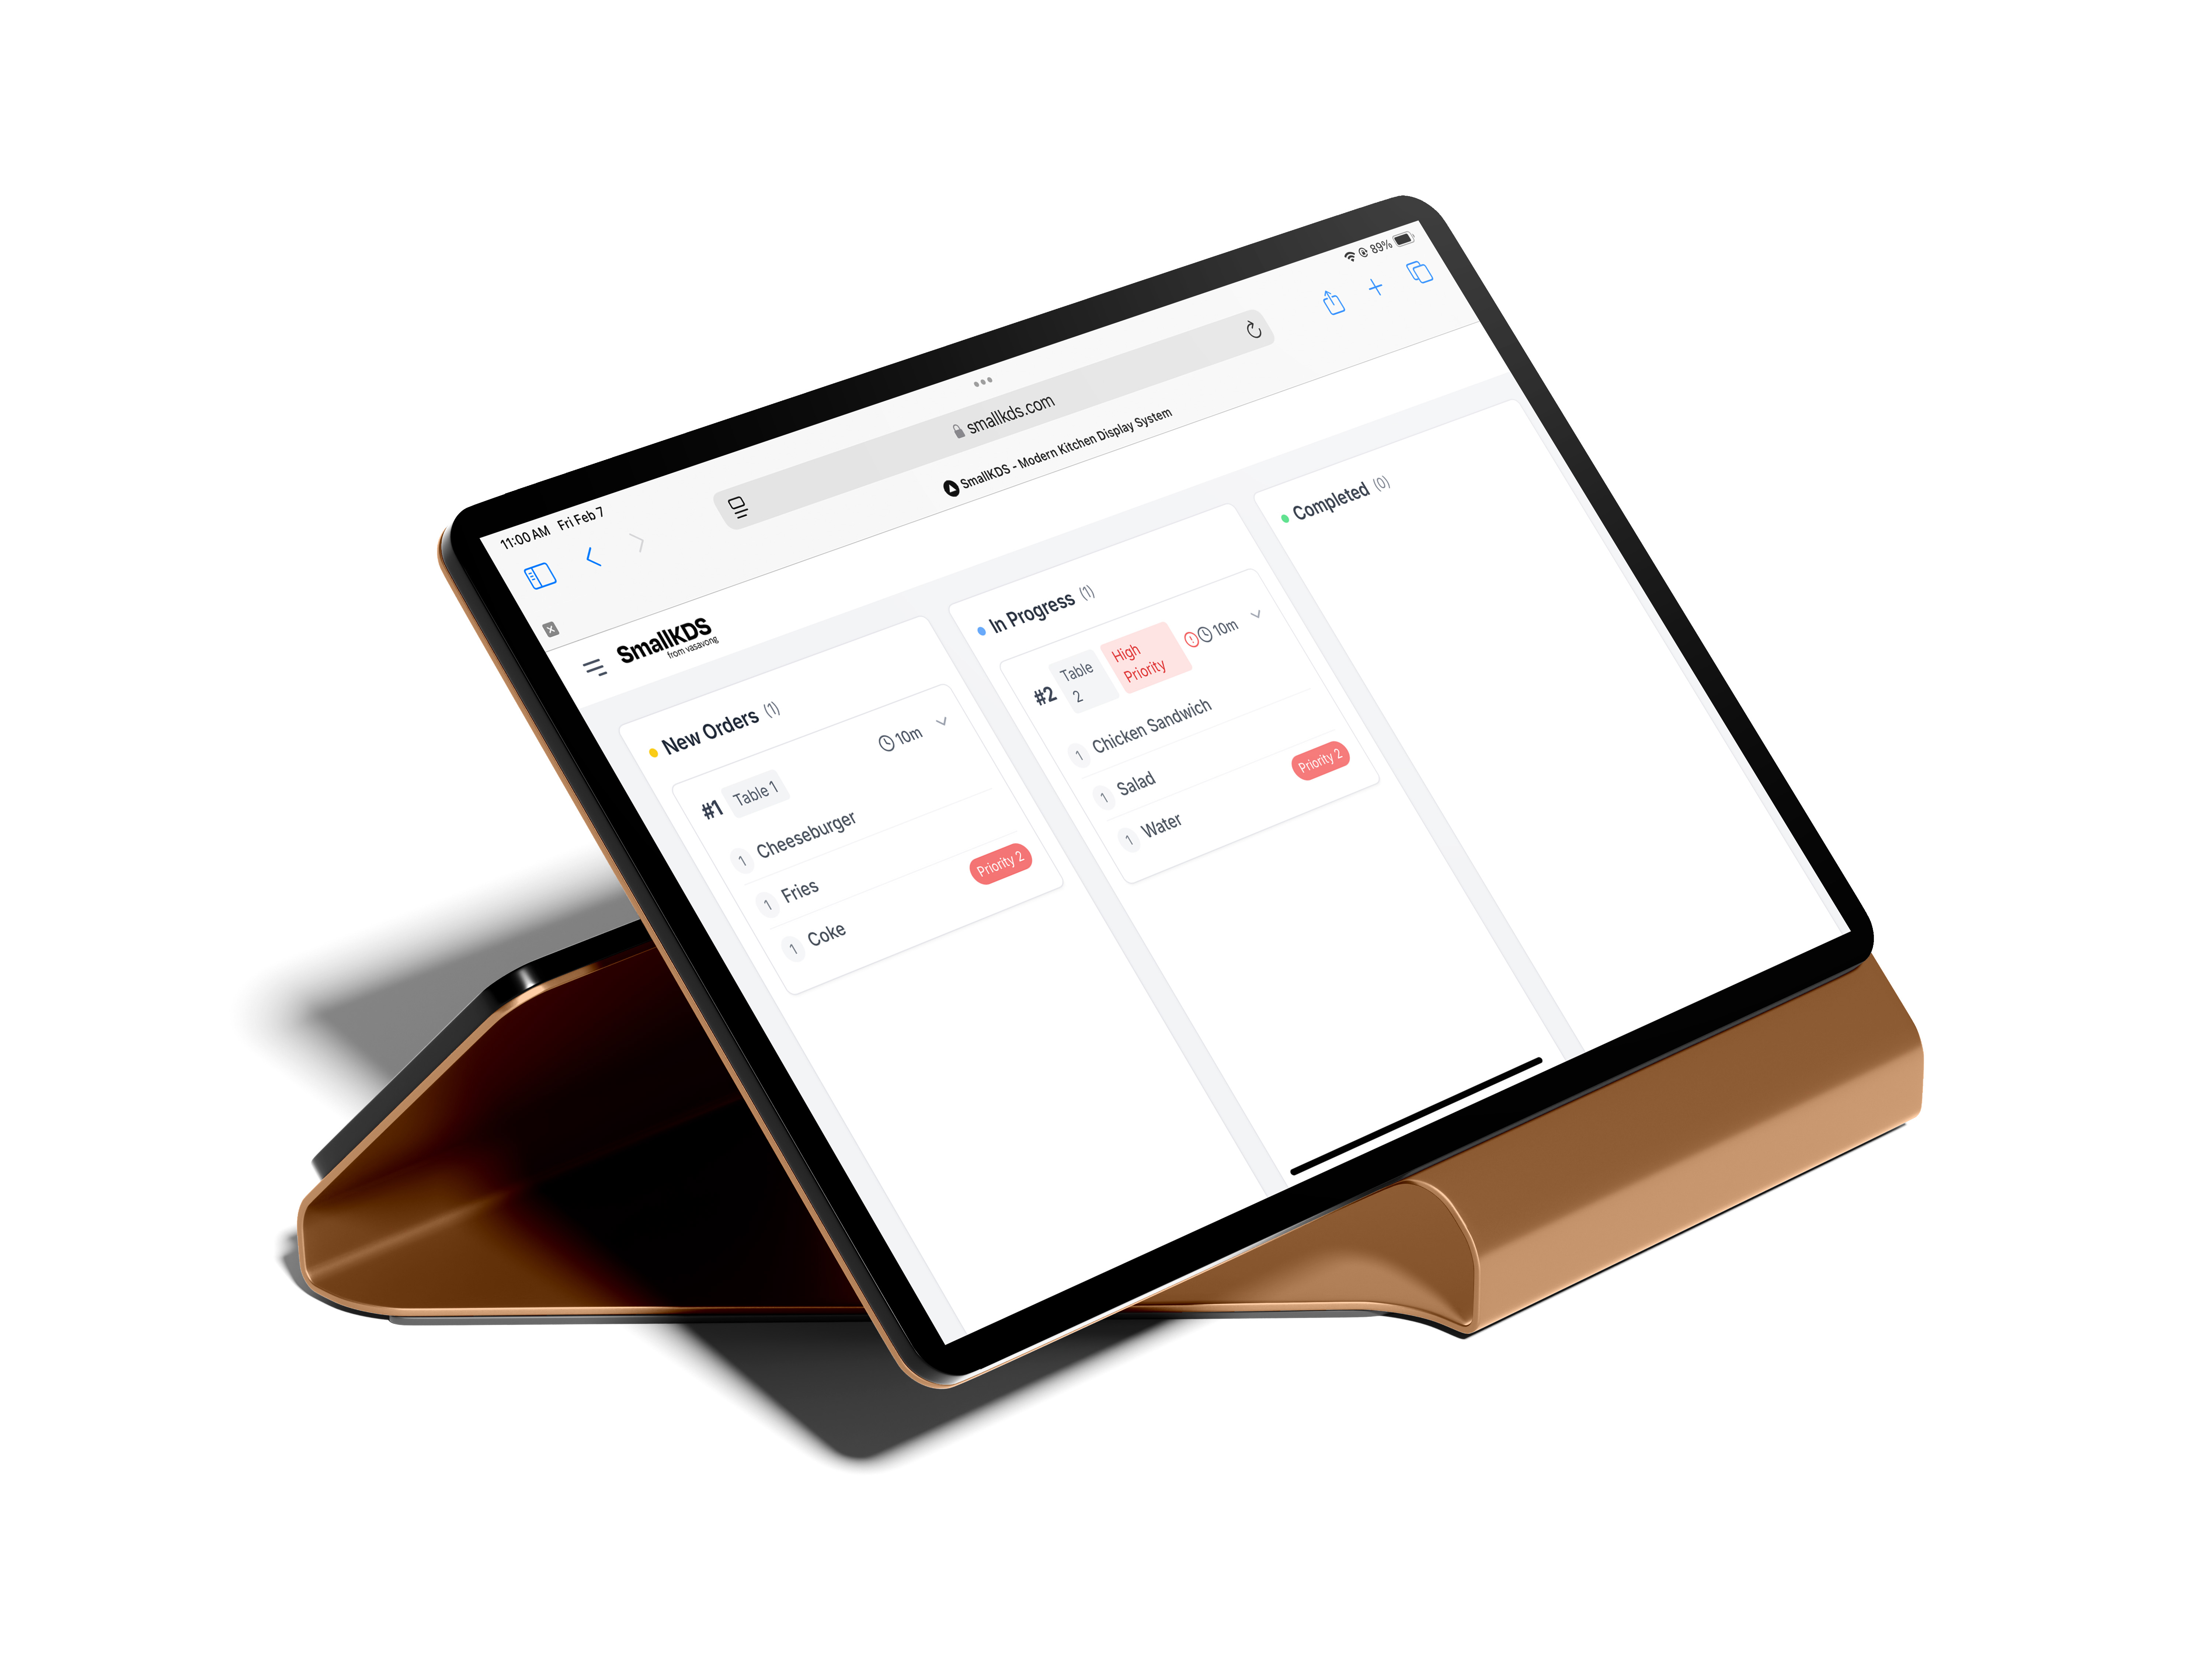 11:00 AM Fri Feb 7
89%
smallkds.com
SmallKDS - Modern Kitchen Display System
SmallKDS
from vasavong
New Orders (1)
#1 Table 1 10m
1 Cheeseburger
1 Fries
1 Coke
Priority 2
In Progress (1)
#2 Table 2 High Priority 10m
1 Chicken Sandwich
1 Salad
1 Water
Priority 2
Completed (0)